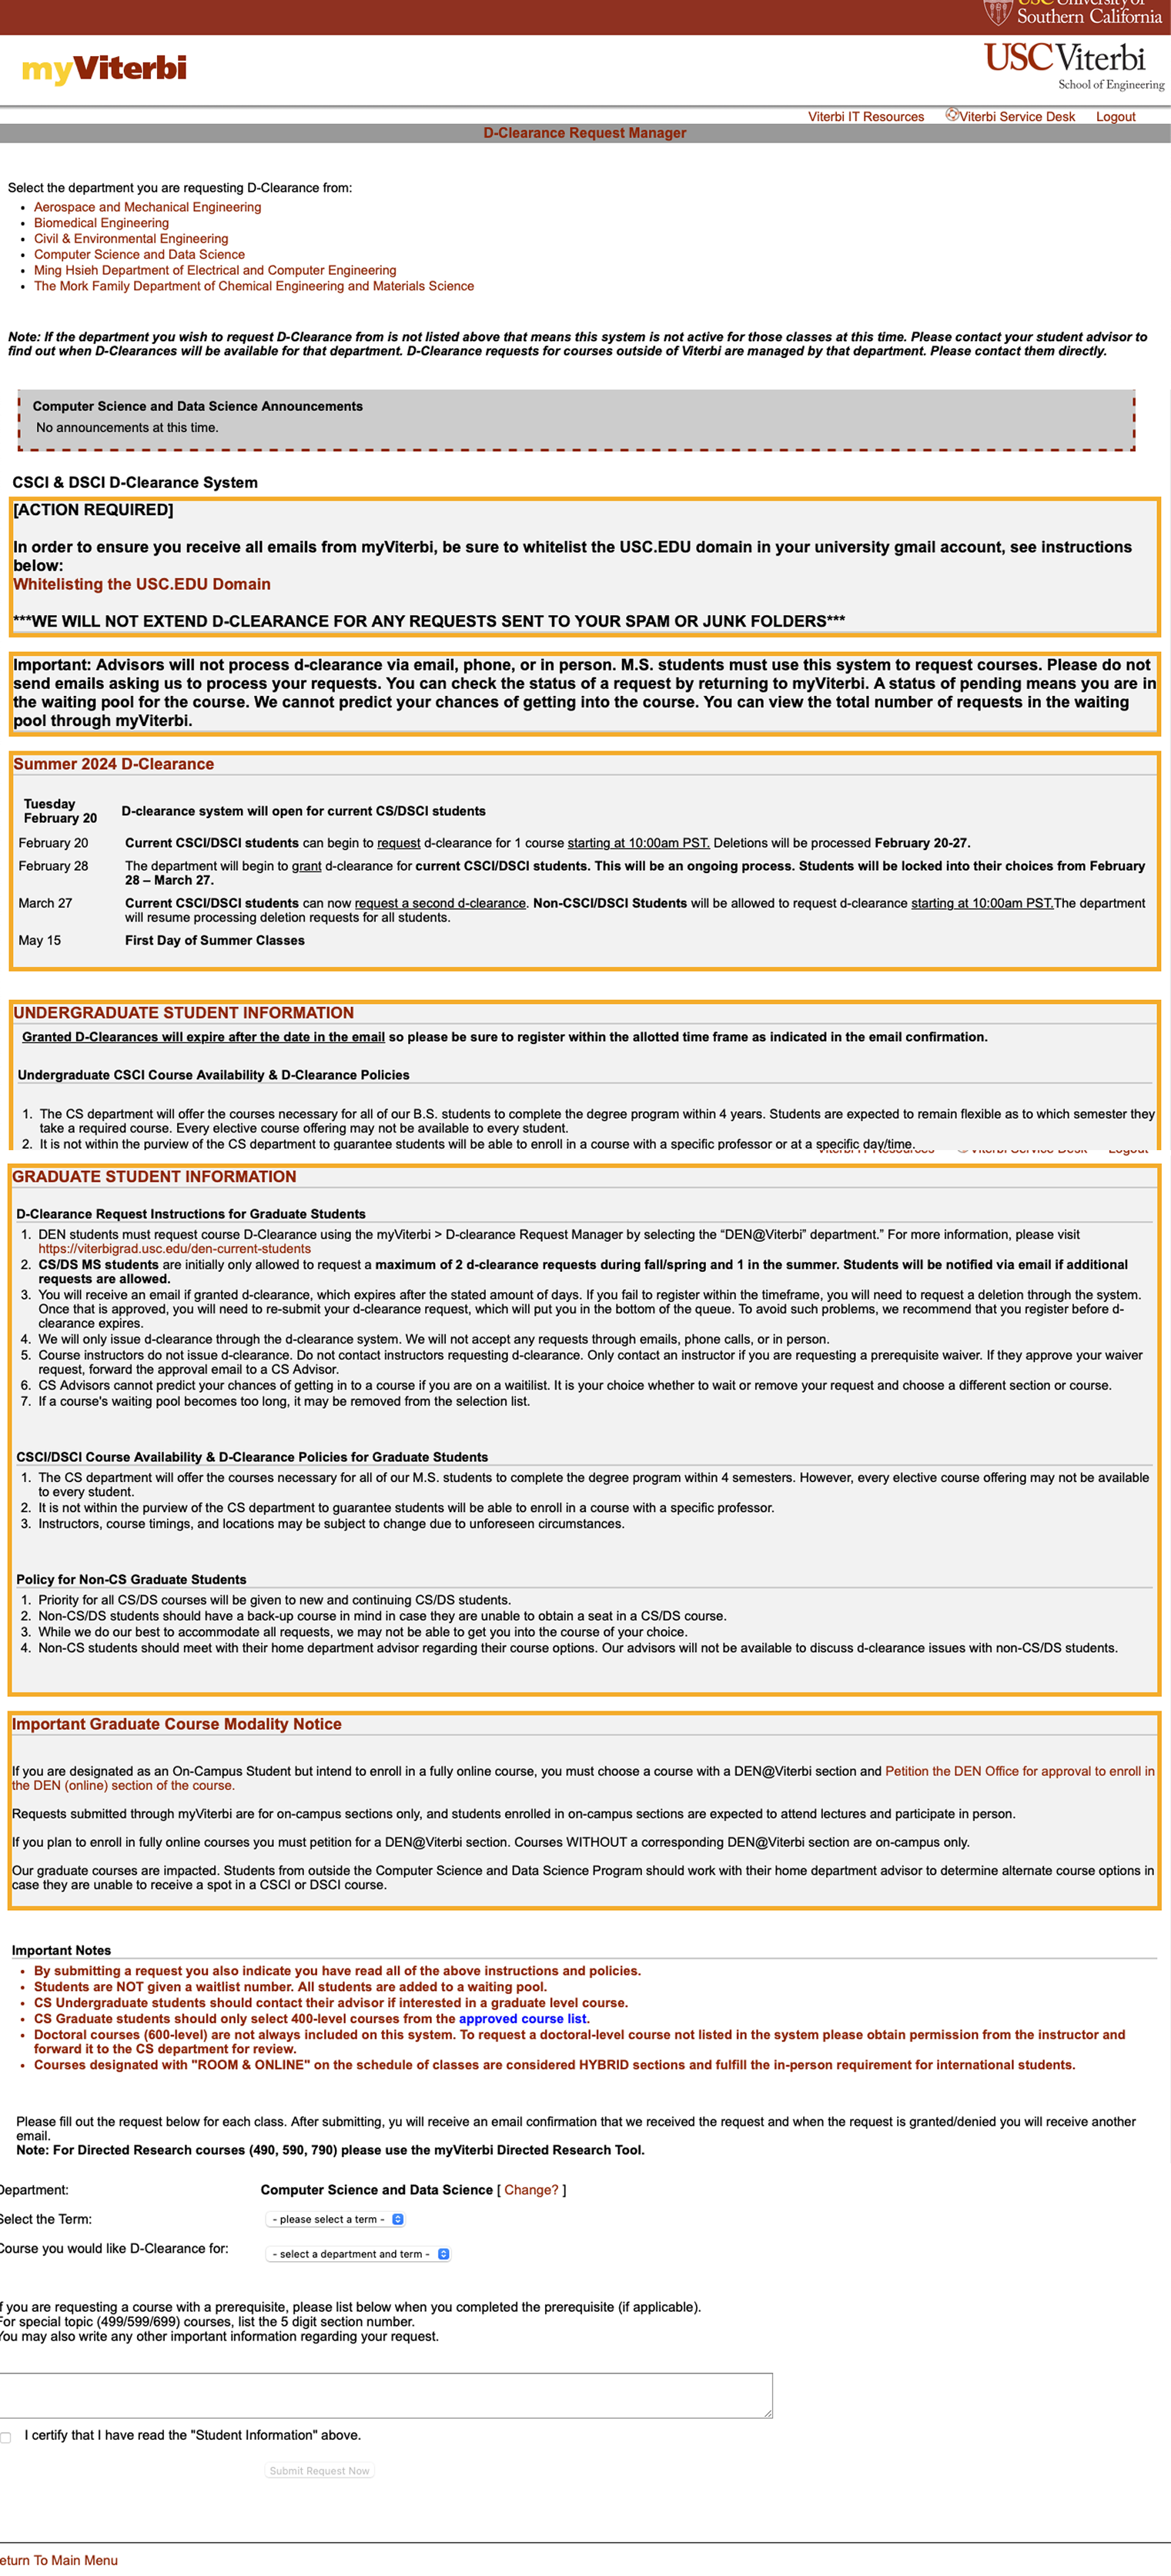 USC University of
Southern California
myViterbi
USC Viterbi
School of Engineering
Viterbi IT Resources Viterbi Service Desk Logout
D-Clearance Request Manager
Select the department you are requesting D-Clearance from:
• Aerospace and Mechanical Engineering
• Biomedical Engineering
• Civil & Environmental Engineering
• Computer Science and Data Science
• Ming Hsieh Department of Electrical and Computer Engineering
• The Mork Family Department of Chemical Engineering and Materials Science
Note: If the department you wish to request D-Clearance from is not listed above that means this system is not active for those classes at this time. Please contact your student advisor to
find out when D-Clearances will be available for that department. D-Clearance requests for courses outside of Viterbi are managed by that department. Please contact them directly.
Computer Science and Data Science Announcements
No announcements at this time.
CSCI & DSCI D-Clearance System
[ACTION REQUIRED]
In order to ensure you receive all emails from myViterbi, be sure to whitelist the USC.EDU domain in your university gmail account, see instructions
below:
Whitelisting the USC.EDU Domain
***WE WILL NOT EXTEND D-CLEARANCE FOR ANY REQUESTS SENT TO YOUR SPAM OR JUNK FOLDERS***
Important: Advisors will not process d-clearance via email, phone, or in person. M.S. students must use this system to request courses. Please do not
send emails asking us to process your requests. You can check the status of a request by returning to myViterbi. A status of pending means you are in
the waiting pool for the course. We cannot predict your chances of getting into the course. You can view the total number of requests in the waiting
pool through myViterbi.
Summer 2024 D-Clearance
Tuesday
February 20 D-clearance system will open for current CS/DSCI students
February 20 Current CSCI/DSCI students can begin to request d-clearance for 1 course starting at 10:00am PST. Deletions will be processed February 20-27.
February 28 The department will begin to grant d-clearance for current CSCI/DSCI students. This will be an ongoing process. Students will be locked into their choices from February
28 – March 27.
March 27 Current CSCI/DSCI students can now request a second d-clearance. Non-CSCI/DSCI Students will be allowed to request d-clearance starting at 10:00am PST.The department
will resume processing deletion requests for all students.
May 15 First Day of Summer Classes
UNDERGRADUATE STUDENT INFORMATION
Granted D-Clearances will expire after the date in the email so please be sure to register within the allotted time frame as indicated in the email confirmation.
Undergraduate CSCI Course Availability & D-Clearance Policies
1. The CS department will offer the courses necessary for all of our B.S. students to complete the degree program within 4 years. Students are expected to remain flexible as to which semester they
take a required course. Every elective course offering may not be available to every student.
2. It is not within the purview of the CS department to guarantee students will be able to enroll in a course with a specific professor or at a specific day/time.
Viterbi IT Resources Viterbi Service Desk Logout
GRADUATE STUDENT INFORMATION
D-Clearance Request Instructions for Graduate Students
1. DEN students must request course D-Clearance using the myViterbi > D-clearance Request Manager by selecting the “DEN@Viterbi” department.” For more information, please visit
https://viterbigrad.usc.edu/den-current-students
2. CS/DS MS students are initially only allowed to request a maximum of 2 d-clearance requests during fall/spring and 1 in the summer. Students will be notified via email if additional
requests are allowed.
3. You will receive an email if granted d-clearance, which expires after the stated amount of days. If you fail to register within the timeframe, you will need to request a deletion through the system.
Once that is approved, you will need to re-submit your d-clearance request, which will put you in the bottom of the queue. To avoid such problems, we recommend that you register before d-
clearance expires.
4. We will only issue d-clearance through the d-clearance system. We will not accept any requests through emails, phone calls, or in person.
5. Course instructors do not issue d-clearance. Do not contact instructors requesting d-clearance. Only contact an instructor if you are requesting a prerequisite waiver. If they approve your waiver
request, forward the approval email to a CS Advisor.
6. CS Advisors cannot predict your chances of getting in to a course if you are on a waitilist. It is your choice whether to wait or remove your request and choose a different section or course.
7. If a course's waiting pool becomes too long, it may be removed from the selection list.
CSCI/DSCI Course Availability & D-Clearance Policies for Graduate Students
1. The CS department will offer the courses necessary for all of our M.S. students to complete the degree program within 4 semesters. However, every elective course offering may not be available
to every student.
2. It is not within the purview of the CS department to guarantee students will be able to enroll in a course with a specific professor.
3. Instructors, course timings, and locations may be subject to change due to unforeseen circumstances.
Policy for Non-CS Graduate Students
1. Priority for all CS/DS courses will be given to new and continuing CS/DS students.
2. Non-CS/DS students should have a back-up course in mind in case they are unable to obtain a seat in a CS/DS course.
3. While we do our best to accommodate all requests, we may not be able to get you into the course of your choice.
4. Non-CS students should meet with their home department advisor regarding their course options. Our advisors will not be available to discuss d-clearance issues with non-CS/DS students.
Important Graduate Course Modality Notice
If you are designated as an On-Campus Student but intend to enroll in a fully online course, you must choose a course with a DEN@Viterbi section and Petition the DEN Office for approval to enroll in
the DEN (online) section of the course.
Requests submitted through myViterbi are for on-campus sections only, and students enrolled in on-campus sections are expected to attend lectures and participate in person.
If you plan to enroll in fully online courses you must petition for a DEN@Viterbi section. Courses WITHOUT a corresponding DEN@Viterbi section are on-campus only.
Our graduate courses are impacted. Students from outside the Computer Science and Data Science Program should work with their home department advisor to determine alternate course options in
case they are unable to receive a spot in a CSCI or DSCI course.
Important Notes
• By submitting a request you also indicate you have read all of the above instructions and policies.
• Students are NOT given a waitlist number. All students are added to a waiting pool.
• CS Undergraduate students should contact their advisor if interested in a graduate level course.
• CS Graduate students should only select 400-level courses from the approved course list.
• Doctoral courses (600-level) are not always included on this system. To request a doctoral-level course not listed in the system please obtain permission from the instructor and
forward it to the CS department for review.
• Courses designated with "ROOM & ONLINE" on the schedule of classes are considered HYBRID sections and fulfill the in-person requirement for international students.
Please fill out the request below for each class. After submitting, yu will receive an email confirmation that we received the request and when the request is granted/denied you will receive another
email.
Note: For Directed Research courses (490, 590, 790) please use the myViterbi Directed Research Tool.
Department: Computer Science and Data Science [ Change? ]
Select the Term: - please select a term -
Course you would like D-Clearance for: - select a department and term -
If you are requesting a course with a prerequisite, please list below when you completed the prerequisite (if applicable).
For special topic (499/599/699) courses, list the 5 digit section number.
You may also write any other important information regarding your request.
I certify that I have read the "Student Information" above.
Submit Request Now
eturn To Main Menu